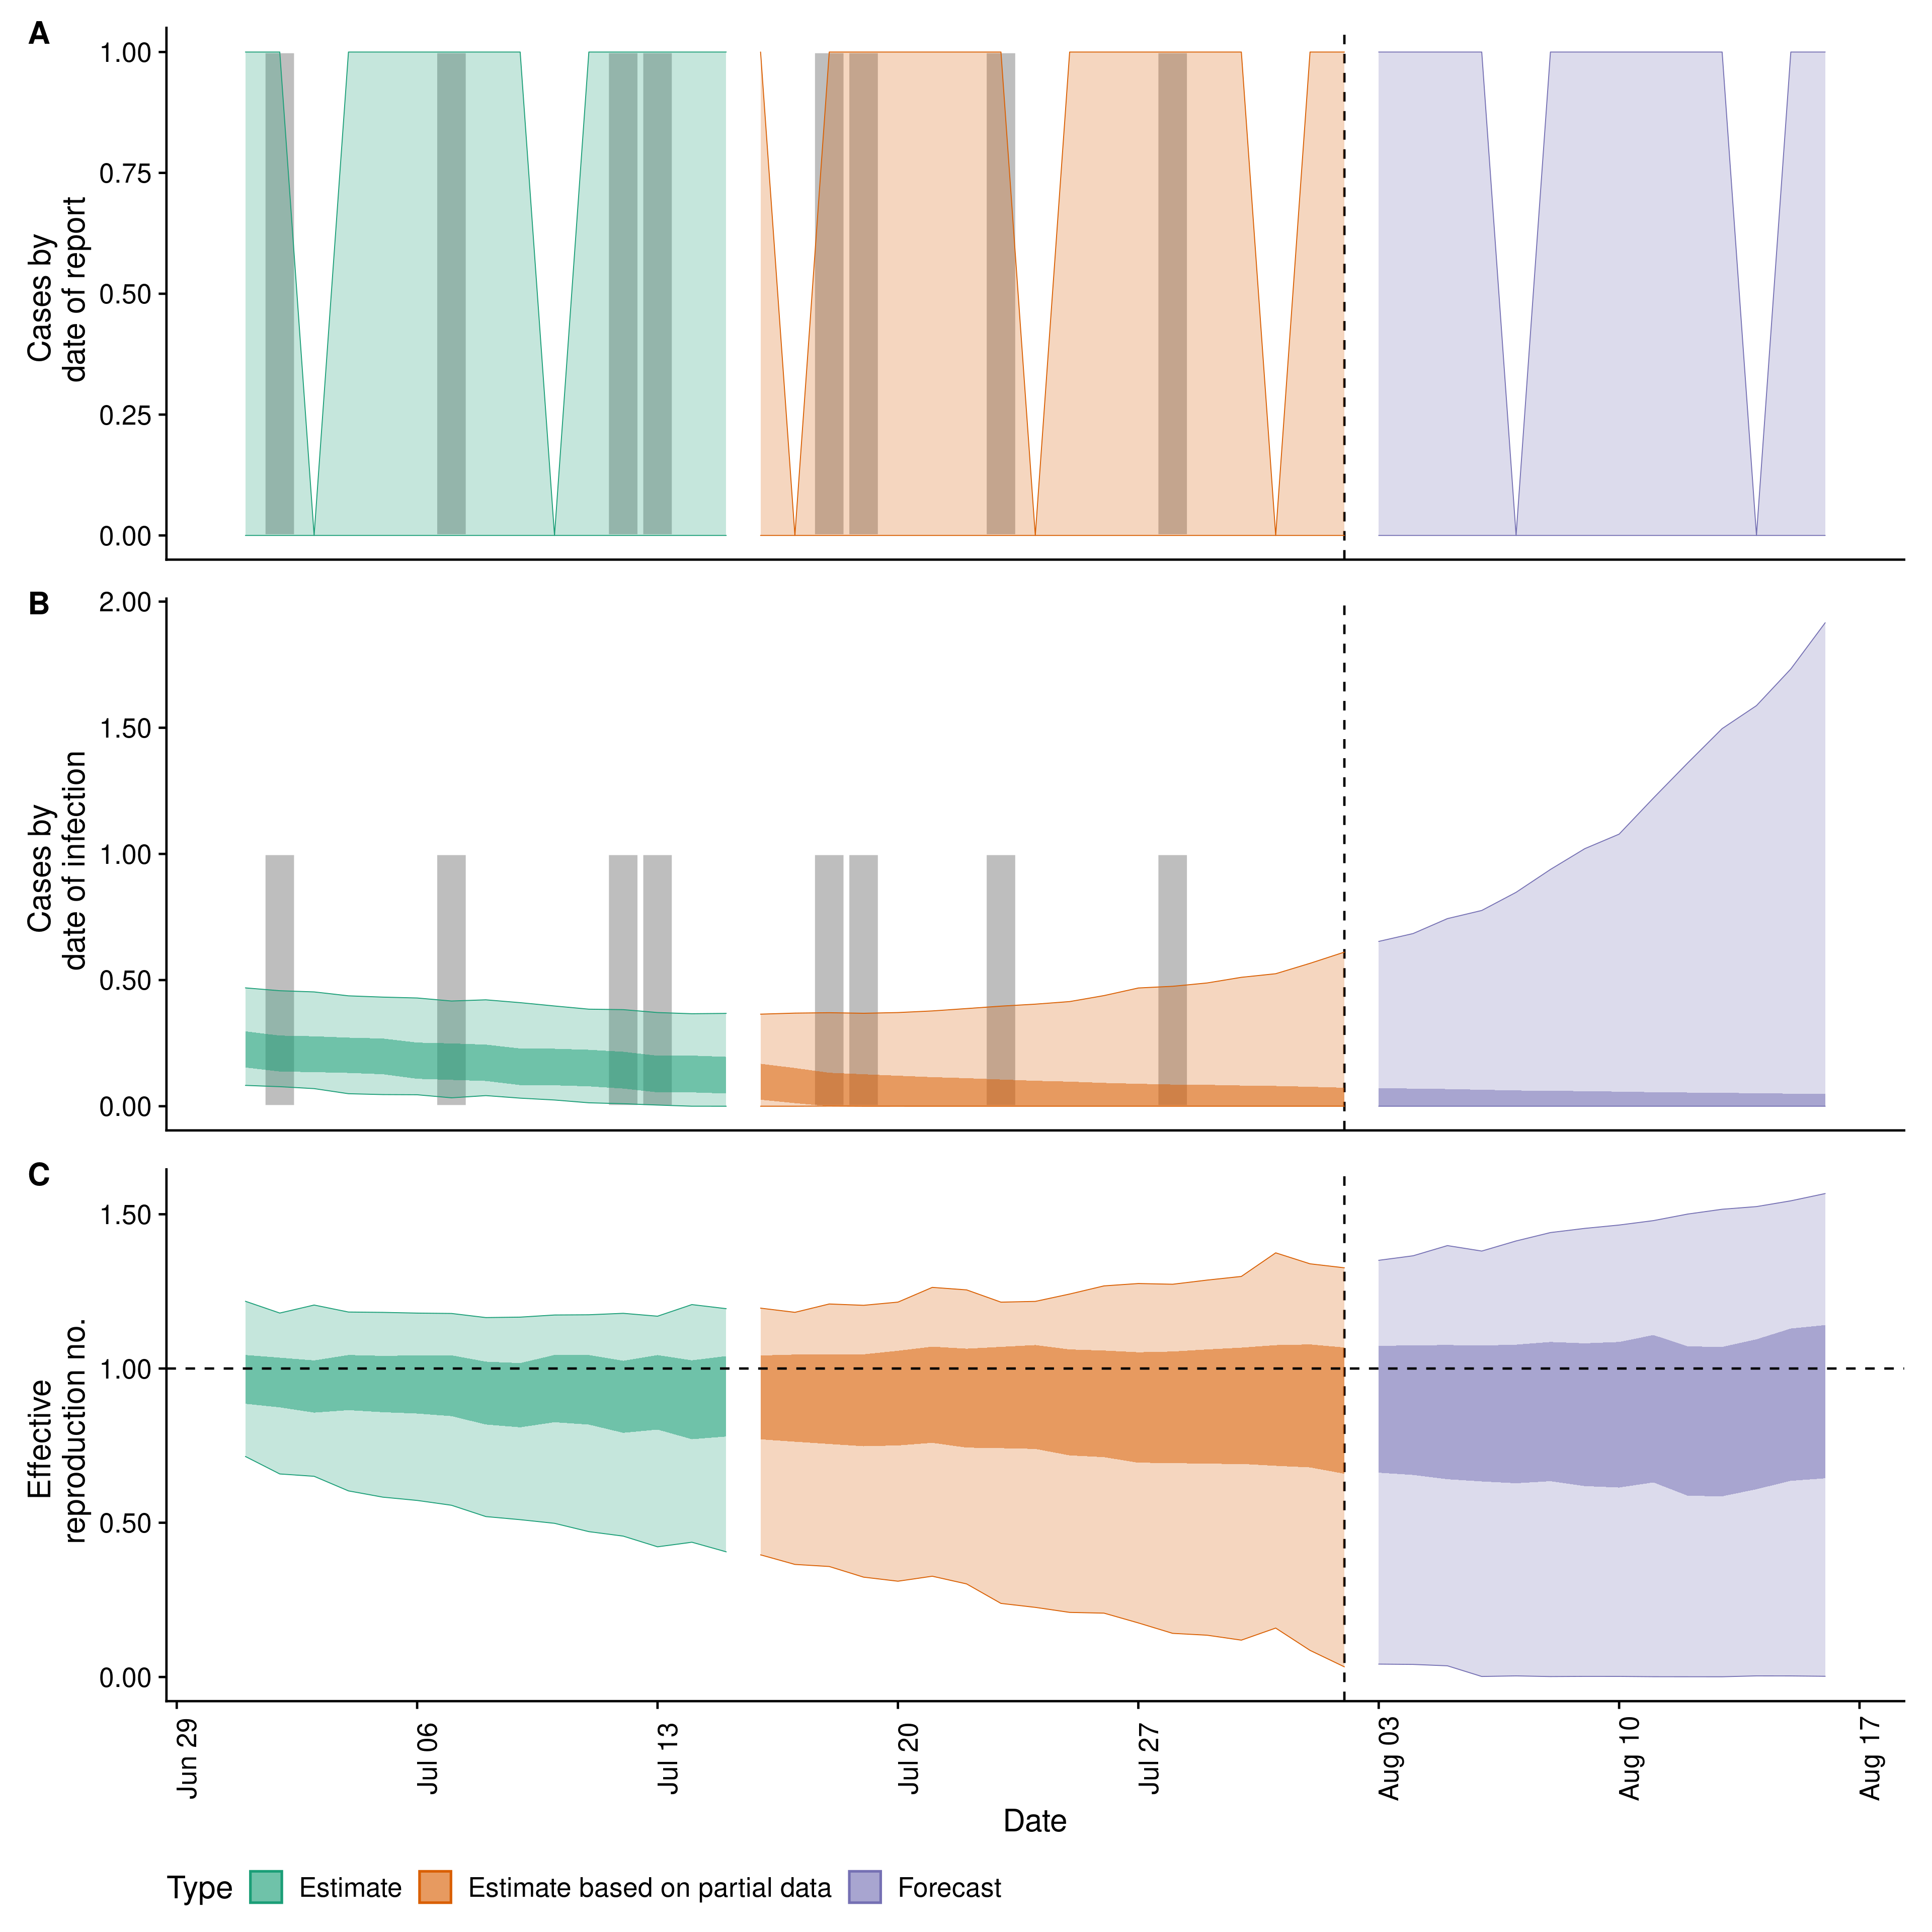 A
1.00
0.75
0.50
0.25
0.00
Cases by
date of report
B
2.00
1.50
1.00
0.50
0.00
Cases by
date of infection
C
1.50
1.00
0.50
0.00
Effective
reproduction no.
Jun 29
Jul 06
Jul 13
Jul 20
Jul 27
Aug 03
Aug 10
Aug 17
Date
Type Estimate Estimate based on partial data Forecast